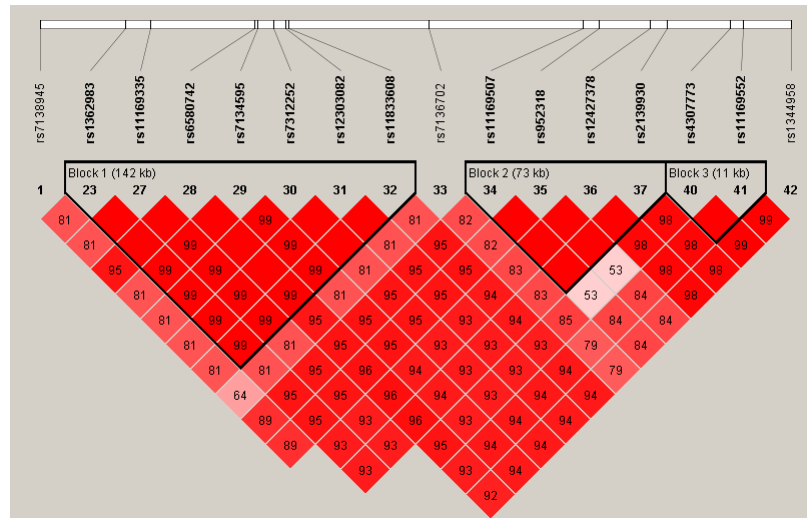 rs7138945
rs1362983
rs11169335
rs6580742
rs7134595
rs7312252
rs12303082
rs11833608
rs7136702
rs11169507
rs952318
rs12427378
rs2139930
rs4307773
rs11169552
rs1344958
Block 1 (142 kb) Block 2 (73 kb) Block 3 (11 kb)
1 23 27 28 29 30 31 32 33 34 35 36 37 40 41 42
81 99 81 82 98 99
81 99 99 81 95 82 98 98 99
95 99 99 99 81 95 95 83 53 98 98
81 99 99 99 81 95 95 94 83 53 84 98
81 99 99 95 95 95 93 94 85 84 84
81 99 81 95 95 93 93 93 79 84
81 81 95 96 94 93 94 94 79
64 95 95 96 94 93 94 94
89 95 93 96 94 94 94
89 93 93 95 94 94
93 93 94
92